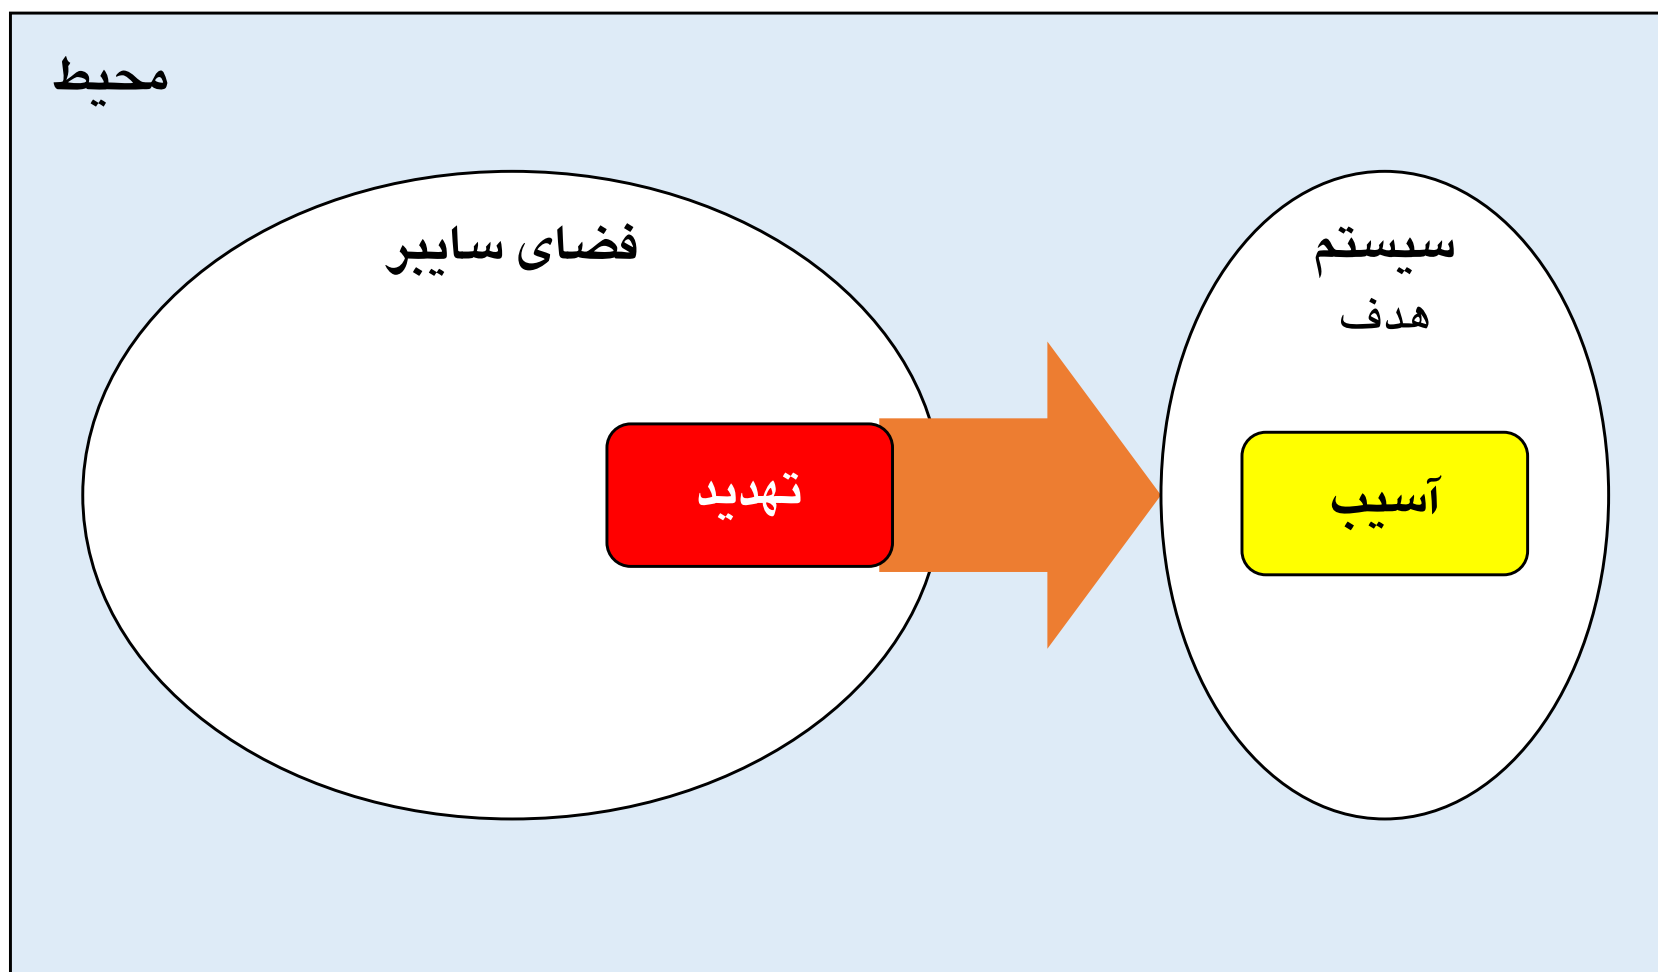 محیط
فضای سایبر
سیستم
هدف
تهدید
آسیب